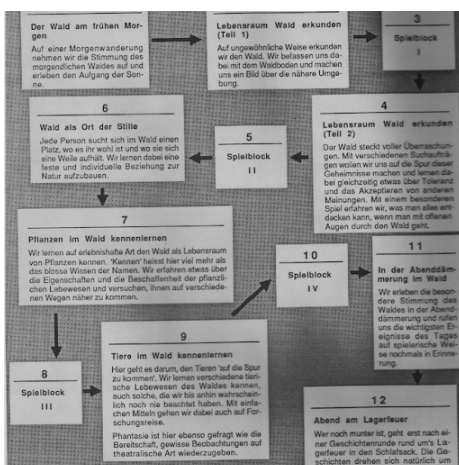 Der Wald am frühen Mor-
gen
Auf einer Morgenwanderung
nehmen wir die Stimmung des
morgendlichen Waldes auf und
erleben den Aufgang der Son-
ne.
Lebensraum Wald erkunden
(Teil 1)
Auf ungewöhnliche Weise erkunden
wir den Wald. Wir befassen uns da-
bei mit dem Waldboden und machen
uns ein Bild über die nähere Umge-
bung.
3
Spielblock
I
4
Lebensraum Wald erkunden
(Teil 2)
Der Wald steckt voller Überraschun-
gen. Mit verschiedenen Suchaufträ-
gen wollen wir uns auf die Spur dieser
Geheimnisse machen und lernen da-
bei gleichzeitig etwas über Toleranz
und das Akzeptieren von anderen
Meinungen. Mit einem besonderen
Spiel erfahren wir, was man alles ent-
decken kann, wenn man mit offenen
Augen durch den Wald geht.
5
Spielblock
II
6
Wald als Ort der Stille
Jede Person sucht sich im Wald einen
Platz, wo es ihr wohl ist und wo sie sich
eine Weile aufhält. Wir lernen dabei eine
feste und individuelle Beziehung zur
Natur aufzubauen.
7
Pflanzen im Wald kennenlernen
Wir lernen auf erlebnishafte Art den Wald als Lebensraum
von Pflanzen kennen. 'Kennen' heisst hier viel mehr als
das blosse Wissen der Namen. Wir erfahren etwas über
die Eigenschaften und die Beschaffenheit der pflanzli-
chen Lebewesen und versuchen, ihnen auf verschiede-
nen Wegen näher zu kommen.
8
Spielblock
III
9
Tiere im Wald kennenlernen
Hier geht es darum, den Tieren 'auf die Spur
zu kommen'. Wir lernen verschiedene tieri-
sche Lebewesen des Waldes kennen,
auch solche, die wir bis anhin wahrschein-
lich noch nie beachtet haben. Mit einfa-
chen Mitteln gehen wir dabei auch auf For-
schungsreise.
Phantasie ist hier ebenso gefragt wie die
Bereitschaft, gewisse Beobachtungen auf
theatralische Art wiederzugeben.
10
Spielblock
IV
11
In der Abenddäm-
merung im Wald
Wir erleben die beson-
dere Stimmung des
Waldes in der Abend-
dämmerung und rufen
uns die wichtigsten Er-
eignisse des Tages
auf spielerische Wei-
se nochmals in Erinne-
rung.
12
Abend am Lagerfeuer
Wer noch munter ist, geht erst nach ei-
ner Geschichtenrunde rund um's La-
gerfeuer in den Schlafsack. Die Ge-
schichten drehen sich natürlich um